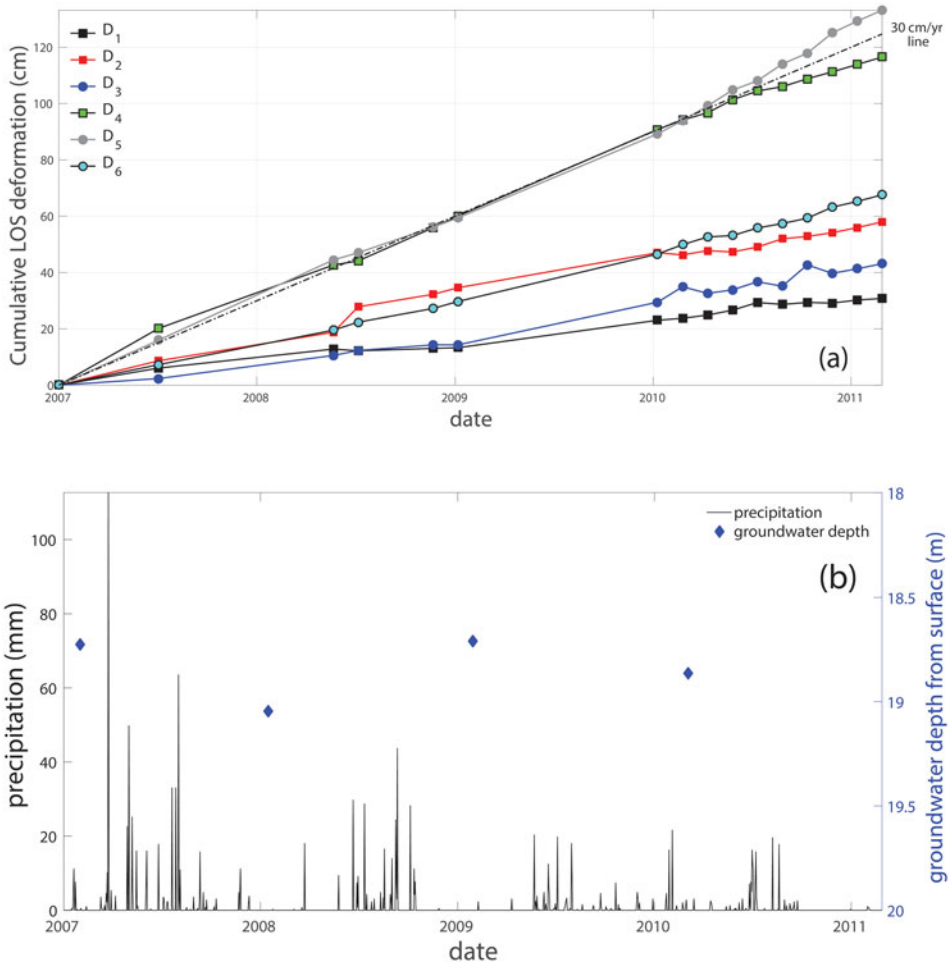 Cumulative LOS deformation (cm)
120
100
80
60
40
20
0
D1
D2
D3
D4
D5
D6
30 cm/yr
line
(a)
2007
2008
2009
2010
2011
date
precipitation (mm)
100
80
60
40
20
0
precipitation
groundwater depth
(b)
18
18.5
19
19.5
20
groundwater depth from surface (m)
2007
2008
2009
2010
2011
date